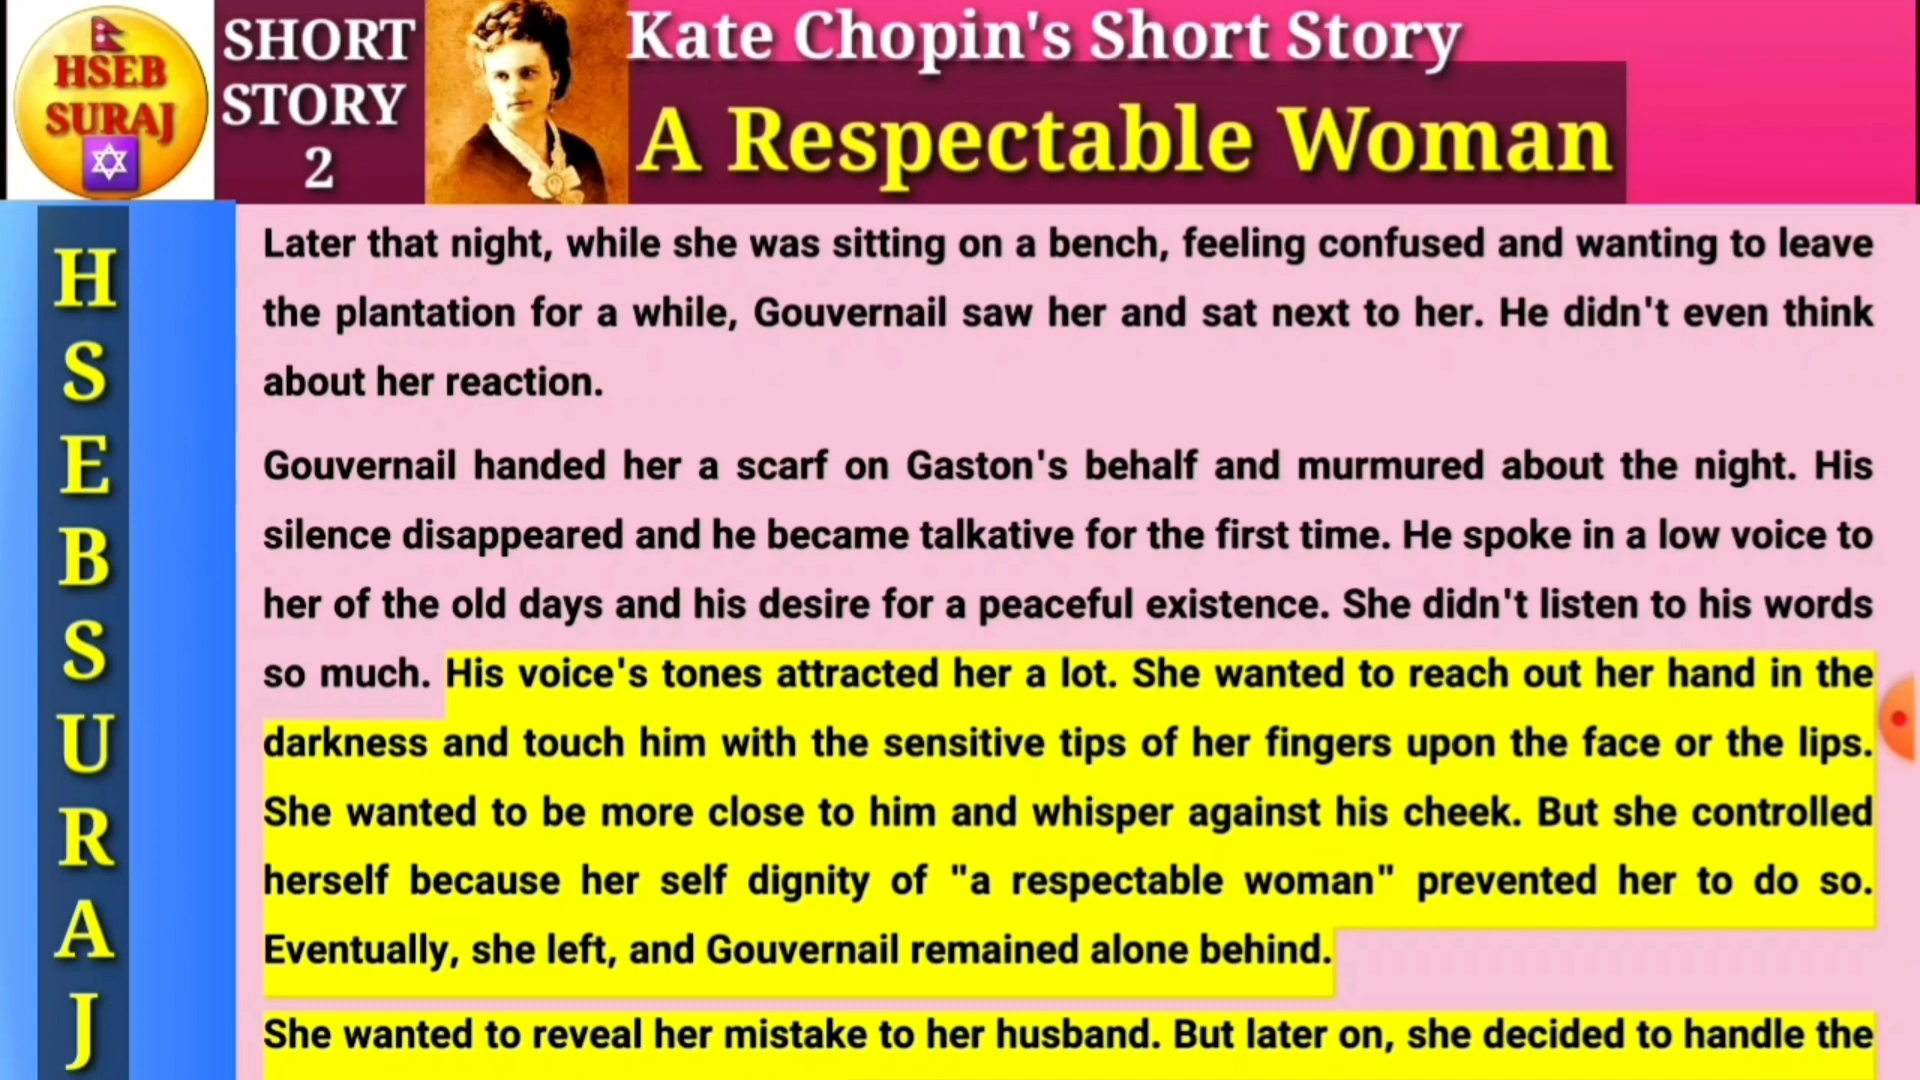 HSEB
SURAJ
SHORT
STORY
2
Kate Chopin's Short Story
A Respectable Woman
H
S
E
B
S
U
R
A
J
Later that night, while she was sitting on a bench, feeling confused and wanting to leave
the plantation for a while, Gouvernail saw her and sat next to her. He didn't even think
about her reaction.
Gouvernail handed her a scarf on Gaston's behalf and murmured about the night. His
silence disappeared and he became talkative for the first time. He spoke in a low voice to
her of the old days and his desire for a peaceful existence. She didn't listen to his words
so much. His voice's tones attracted her a lot. She wanted to reach out her hand in the
darkness and touch him with the sensitive tips of her fingers upon the face or the lips.
She wanted to be more close to him and whisper against his cheek. But she controlled
herself because her self dignity of "a respectable woman" prevented her to do so.
Eventually, she left, and Gouvernail remained alone behind.
She wanted to reveal her mistake to her husband. But later on, she decided to handle the